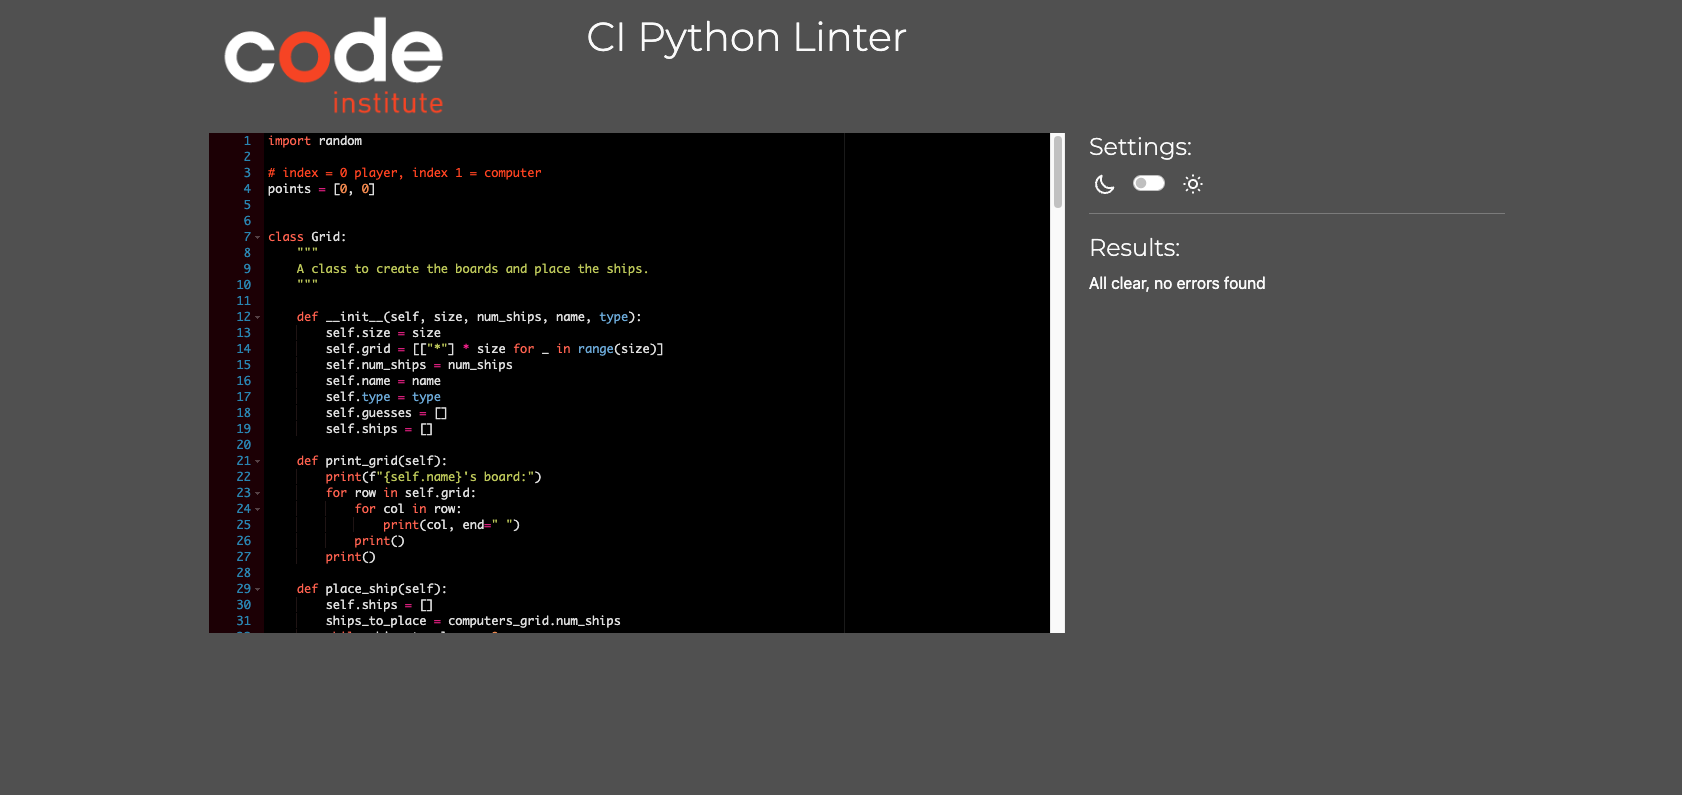 code
institute
CI Python Linter
1 import random
2
3 # index = 0 player, index 1 = computer
4 points = [0, 0]
5
6
7 class Grid:
8     """
9     A class to create the boards and place the ships.
10     """
11
12     def __init__(self, size, num_ships, name, type):
13         self.size = size
14         self.grid = [["*"] * size for _ in range(size)]
15         self.num_ships = num_ships
16         self.name = name
17         self.type = type
18         self.guesses = []
19         self.ships = []
20
21     def print_grid(self):
22         print(f"{self.name}'s board:")
23         for row in self.grid:
24             for col in row:
25                 print(col, end=" ")
26             print()
27         print()
28
29     def place_ship(self):
30         self.ships = []
31         ships_to_place = computers_grid.num_ships
Settings:
Results:
All clear, no errors found